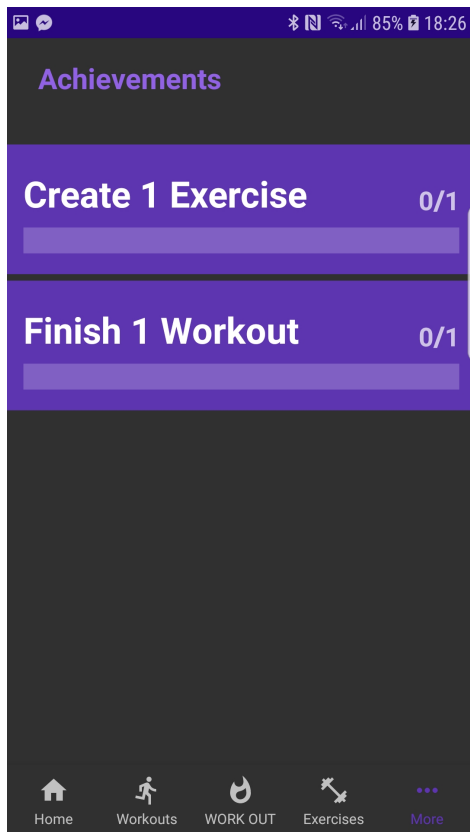 85% 18:26
Achievements
Create 1 Exercise 0/1
Finish 1 Workout 0/1
Home Workouts WORK OUT Exercises More